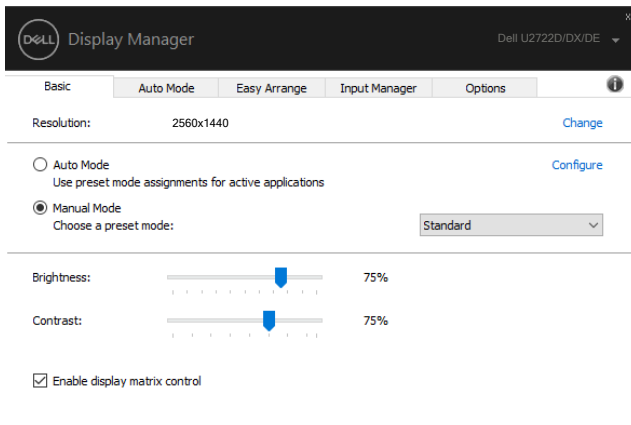 DELL Display Manager
Dell U2722D/DX/DE
x
Basic Auto Mode Easy Arrange Input Manager Options i
Resolution: 2560x1440 Change
Auto Mode Configure
Use preset mode assignments for active applications
Manual Mode
Choose a preset mode: Standard
Brightness: 75%
Contrast: 75%
Enable display matrix control